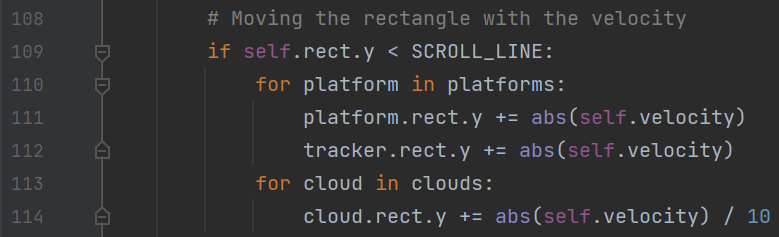 108 # Moving the rectangle with the velocity
109 if self.rect.y < SCROLL_LINE:
110 for platform in platforms:
111 platform.rect.y += abs(self.velocity)
112 tracker.rect.y += abs(self.velocity)
113 for cloud in clouds:
114 cloud.rect.y += abs(self.velocity) / 10